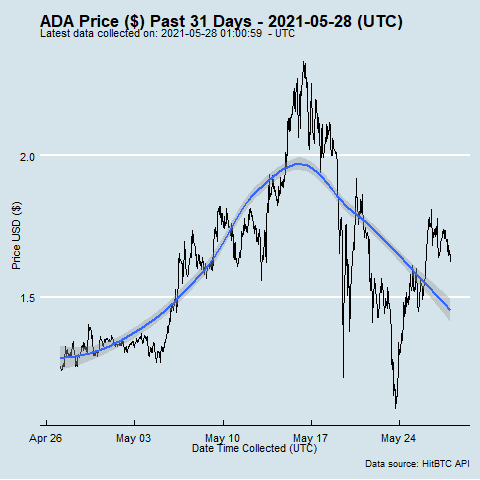 ADA Price ($) Past 31 Days - 2021-05-28 (UTC)
Latest data collected on: 2021-05-28 01:00:59 - UTC
Price USD ($)
2.0
1.5
Apr 26 May 03 May 10 May 17 May 24
Date Time Collected (UTC)
Data source: HitBTC API